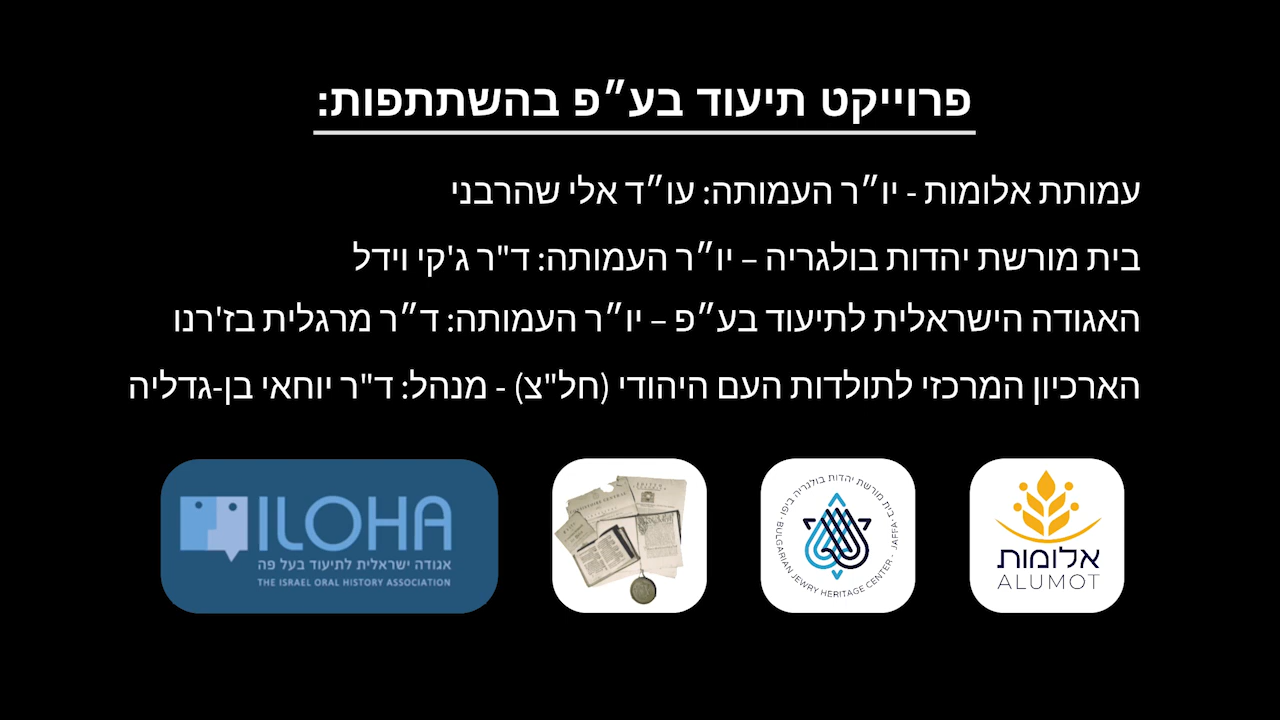 פרוייקט תיעוד בע״פ בהשתתפות:
עמותת אלומות - יו״ר העמותה: עו״ד אלי שהרבני
בית מורשת יהדות בולגריה – יו״ר העמותה: ד"ר ג'קי וידל
האגודה הישראלית לתיעוד בע״פ – יו״ר העמותה: ד״ר מרגלית בז'רנו
הארכיון המרכזי לתולדות העם היהודי (חל"צ) - מנהל: ד"ר יוחאי בן-גדליה
אלומות
ALUMOT
בית מורשת יהדות בולגריה ביפו
BULGARIAN JEWRY HERITAGE CENTER - JAFFA
ILOHA
אגודה ישראלית לתיעוד בעל פה
THE ISRAEL ORAL HISTORY ASSOCIATION